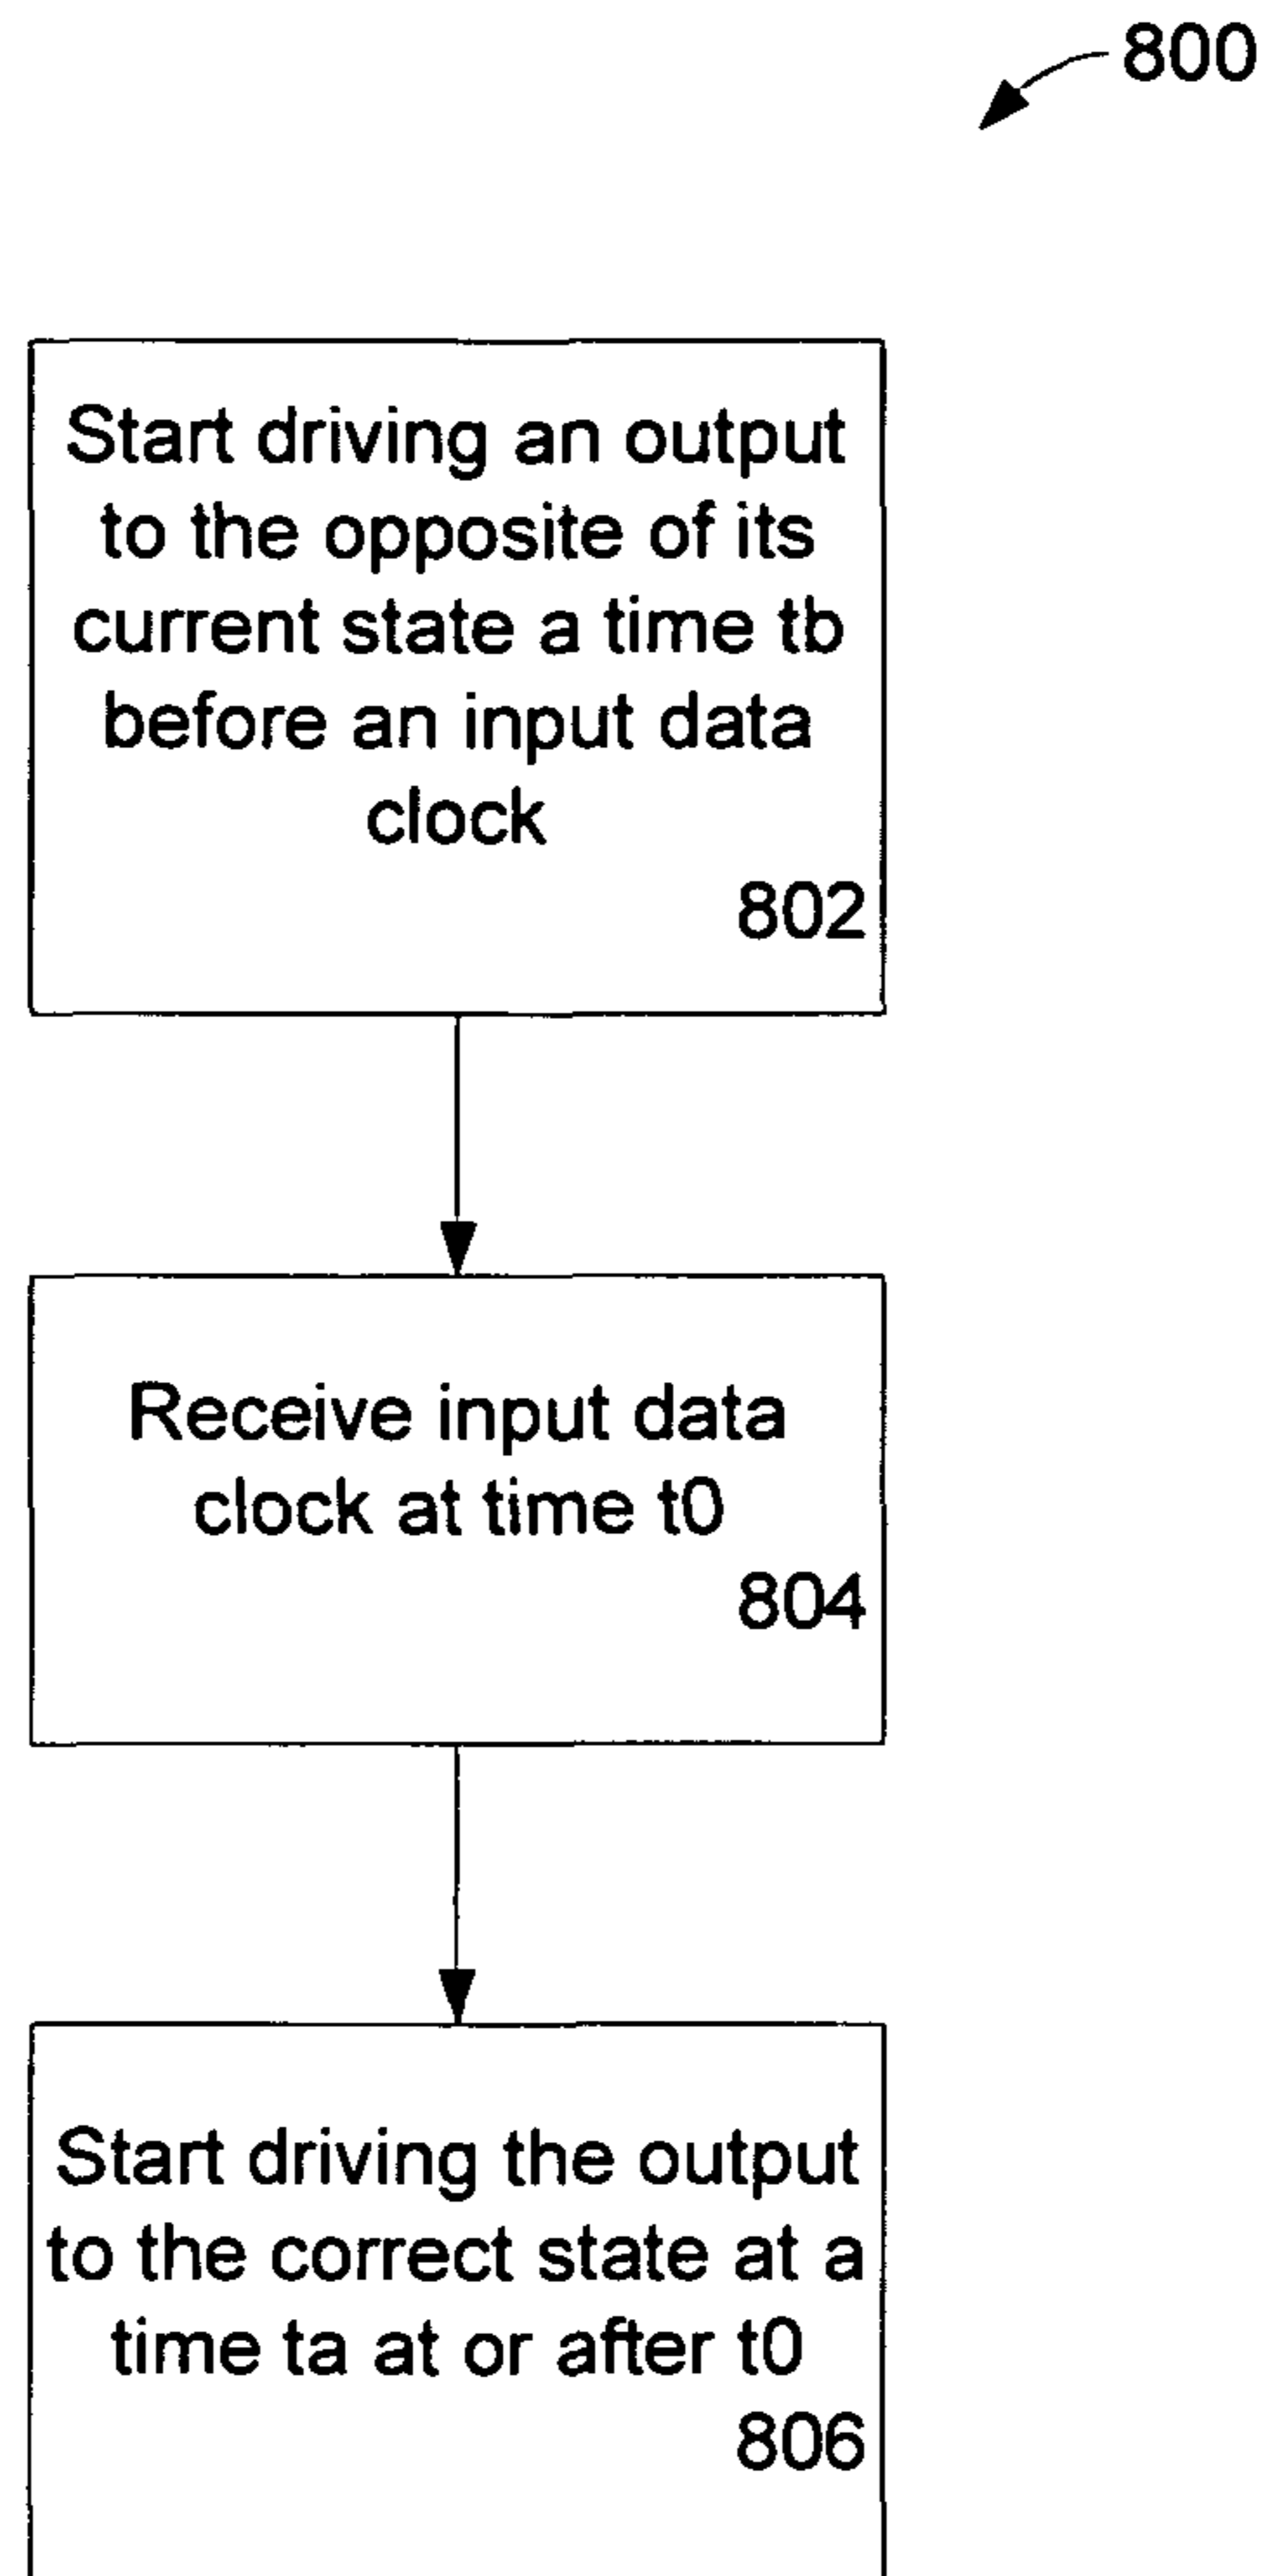 800
Start driving an output
to the opposite of its
current state a time tb
before an input data
clock
802
Receive input data
clock at time t0
804
Start driving the output
to the correct state at a
time ta at or after t0
806